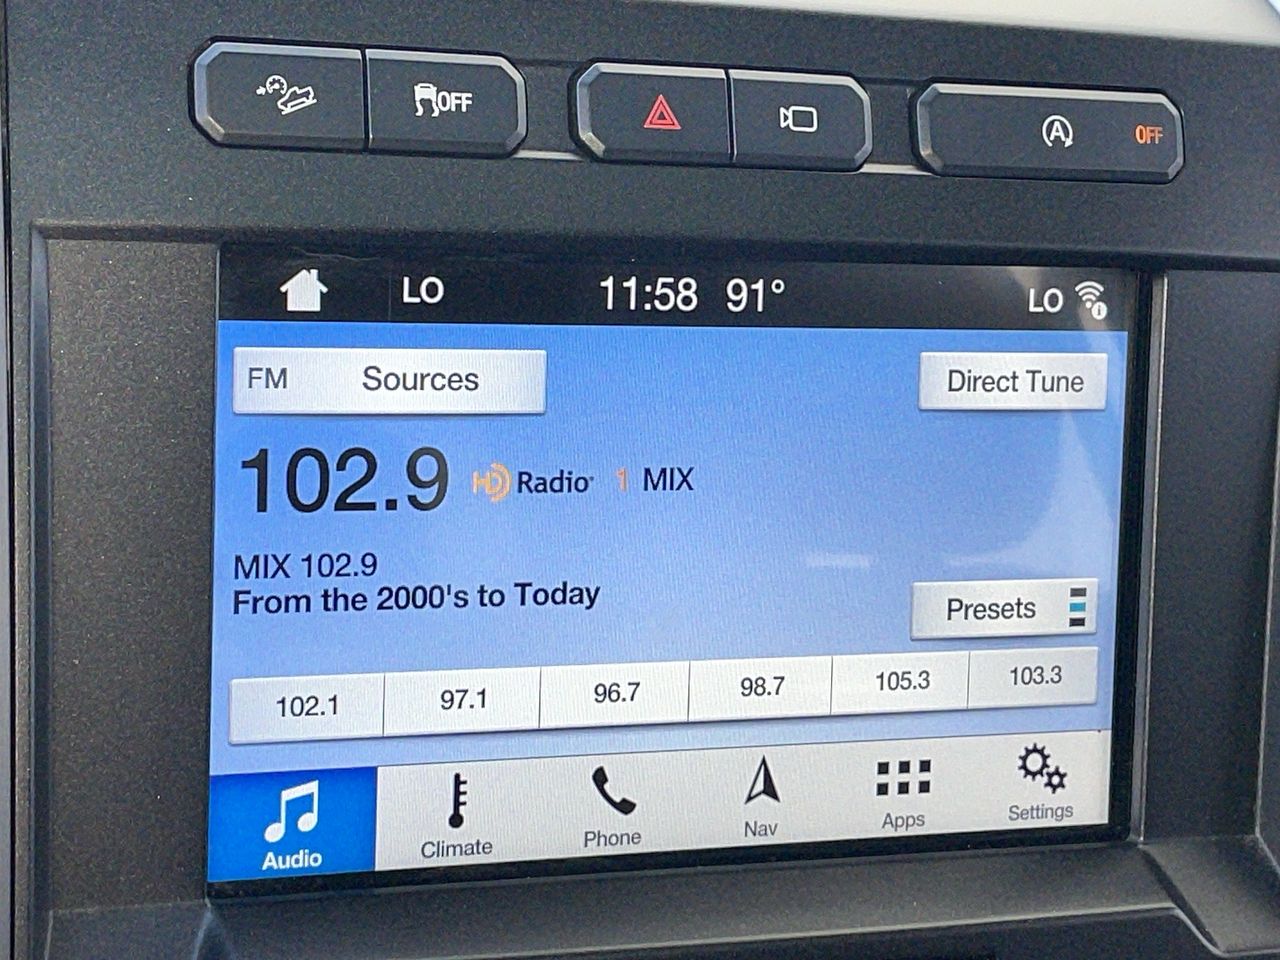 OFF
A OFF
LO 11:58 91° LO
FM Sources Direct Tune
102.9 HD Radio 1 MIX
MIX 102.9
From the 2000's to Today
Presets
102.1 97.1 96.7 98.7 105.3 103.3
Audio Climate Phone Nav Apps Settings